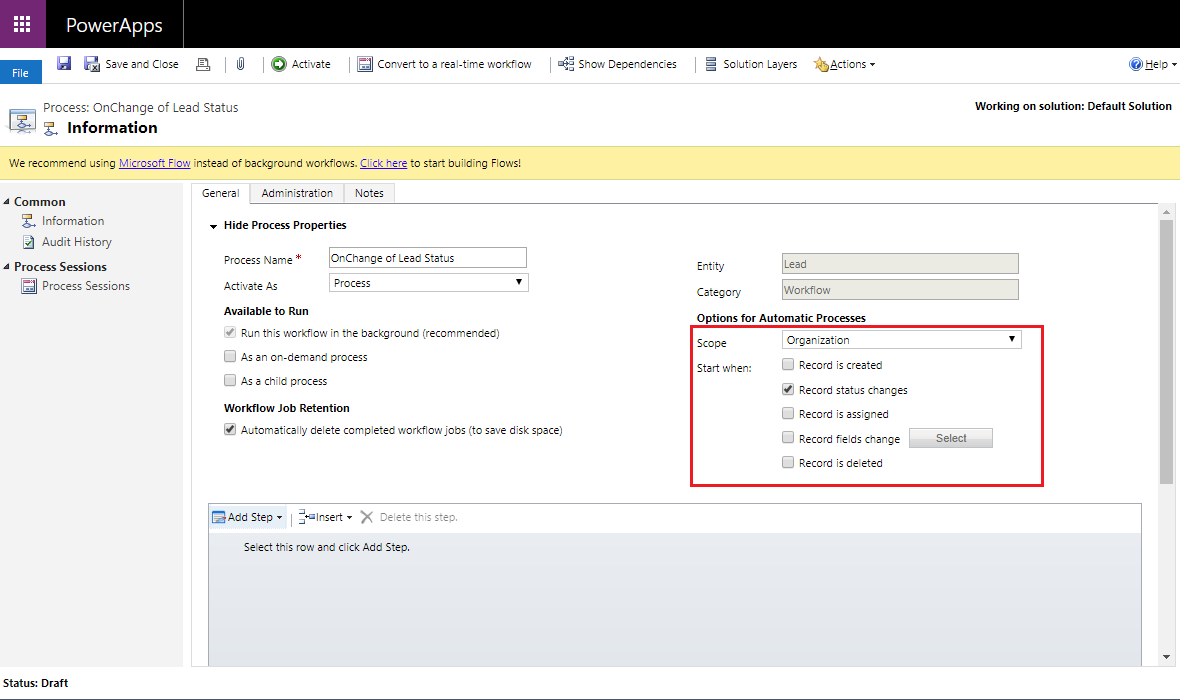 PowerApps
File
Save and Close
Activate
Convert to a real-time workflow
Show Dependencies
Solution Layers
Actions
Help
Process: OnChange of Lead Status
Information
Working on solution: Default Solution
We recommend using Microsoft Flow instead of background workflows. Click here to start building Flows!
Common
Information
Audit History
Process Sessions
Process Sessions
General
Administration
Notes
Hide Process Properties
Process Name *
OnChange of Lead Status
Activate As
Process
Available to Run
Run this workflow in the background (recommended)
As an on-demand process
As a child process
Workflow Job Retention
Automatically delete completed workflow jobs (to save disk space)
Entity
Lead
Category
Workflow
Options for Automatic Processes
Scope
Organization
Start when:
Record is created
Record status changes
Record is assigned
Record fields change
Select
Record is deleted
Add Step
Insert
Delete this step.
Select this row and click Add Step.
Status: Draft